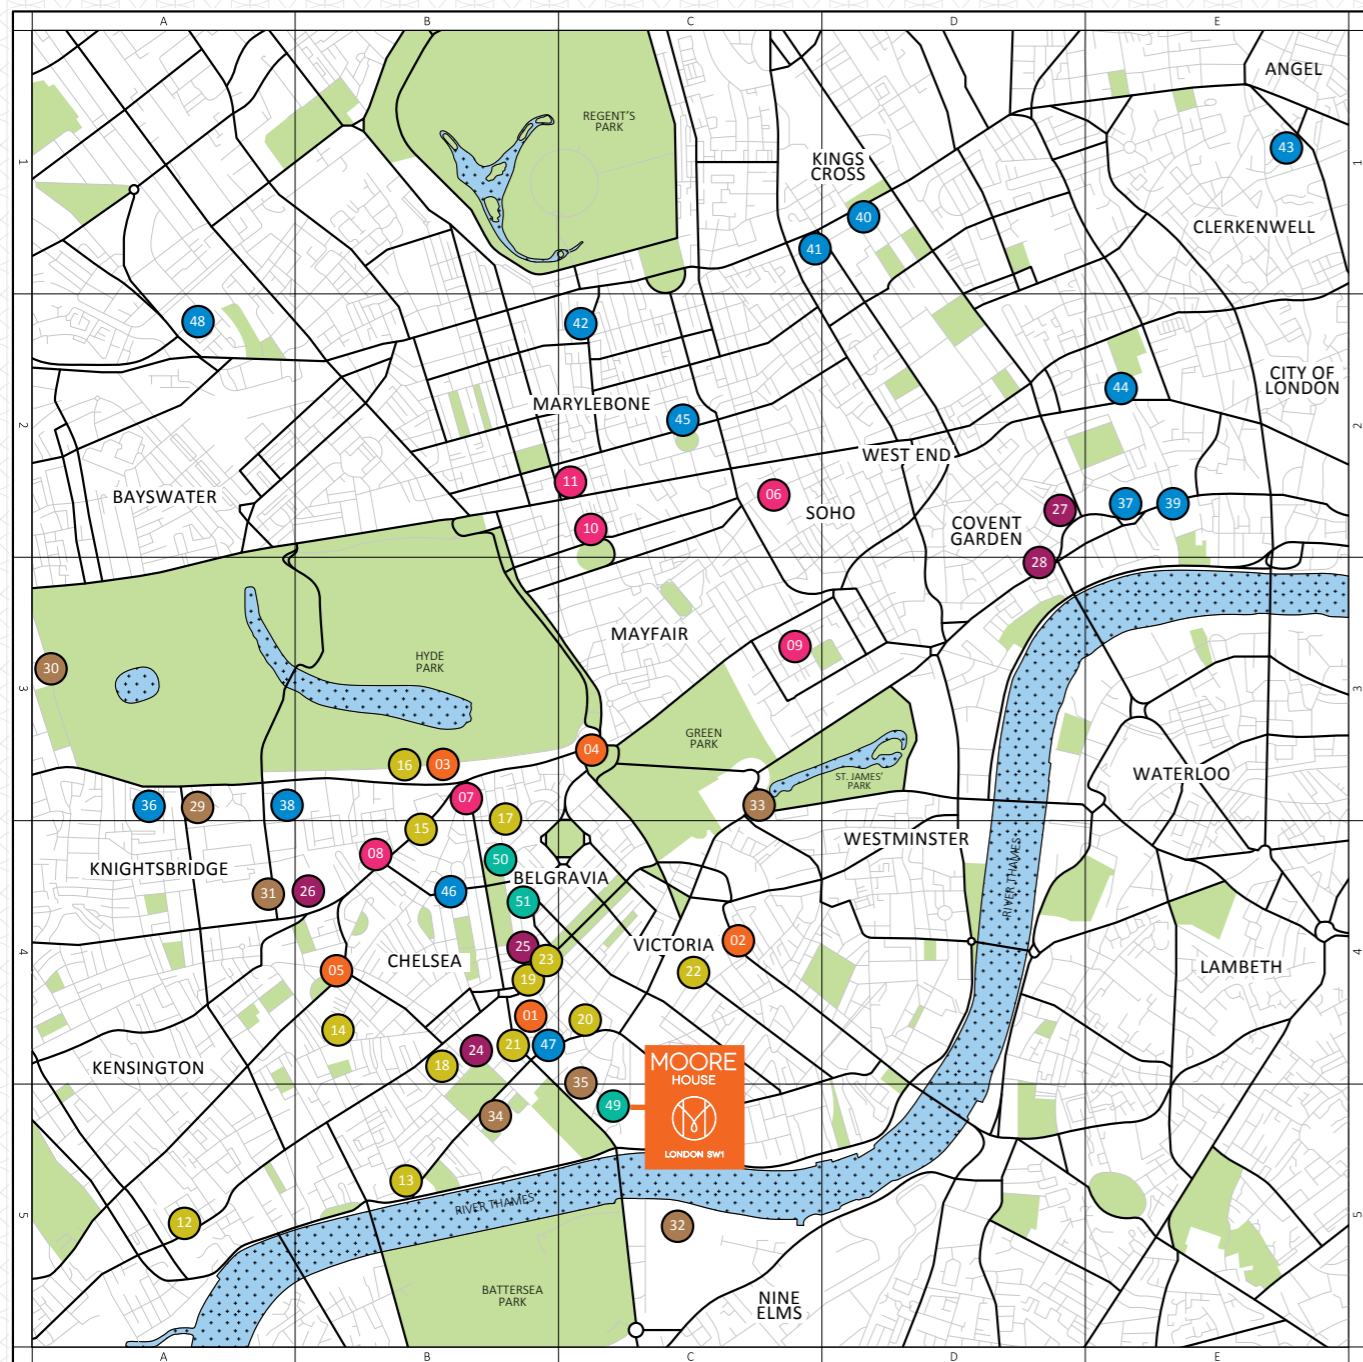 A B C D E
ANGEL
REGENT'S
PARK
1 1
43
KINGS
CROSS
40
CLERKENWELL
41
48
42
CITY OF
LONDON
44
MARYLEBONE
45
2 2
WEST END
11
06
BAYSWATER
SOHO
27
37
39
10
COVENT
GARDEN
28
MAYFAIR
09
HYDE
PARK
30
3 3
GREEN
PARK
04
16
03
ST. JAMES'
PARK
WATERLOO
07
36
29
38
33
17
15
WESTMINSTER
08
50
KNIGHTSBRIDGE
BELGRAVIA
RIVER THAMES
31
26
46
51
02
25
VICTORIA
4 4
CHELSEA
23
05
22
LAMBETH
19
01
20
14
21
47
24
MOORE
HOUSE
LONDON SW1
KENSINGTON
18
35
49
34
13
RIVER THAMES
5 5
12
32
BATTERSEA
PARK
NINE
ELMS
A B C D E